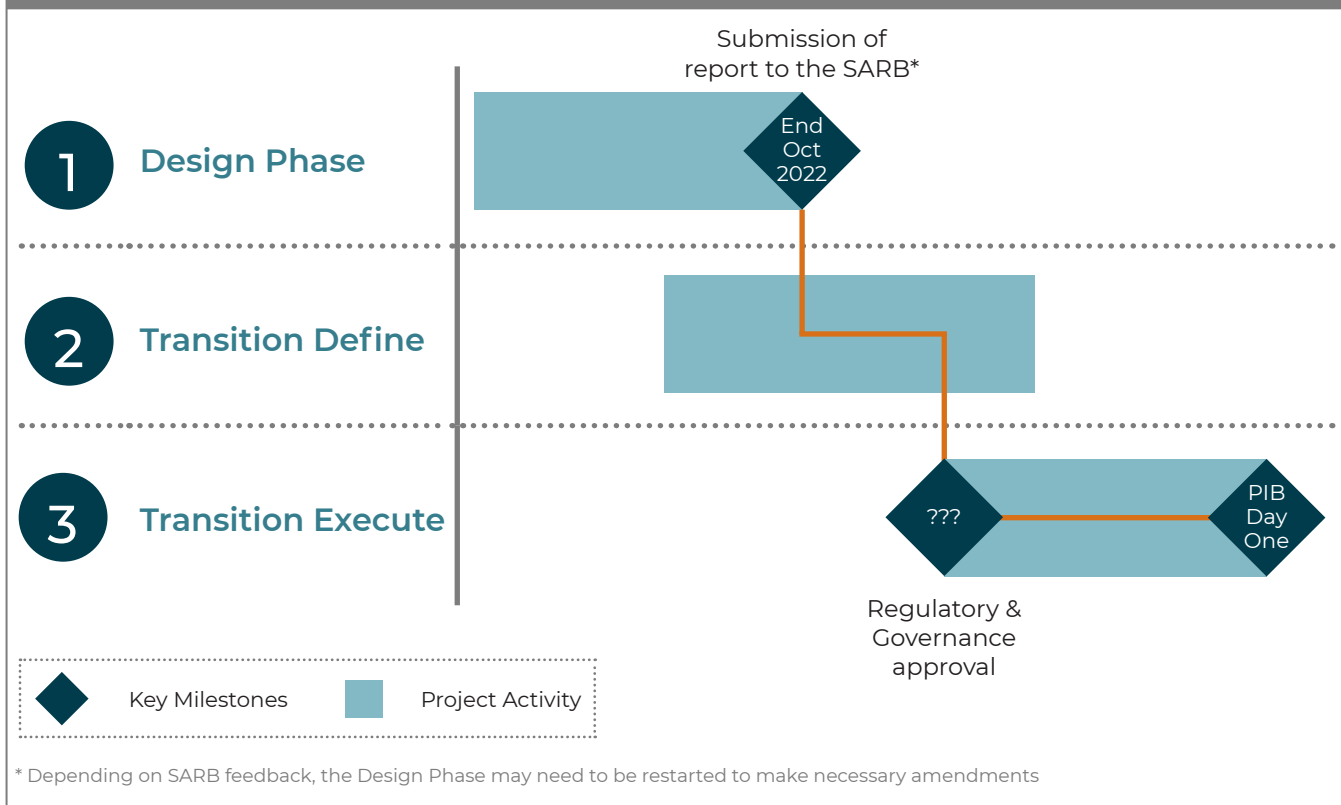 Submission of
report to the SARB*
End
Oct
2022
1
Design Phase
2
Transition Define
3
Transition Execute
???
PIB
Day
One
Regulatory &
Governance
approval
Key Milestones
Project Activity
* Depending on SARB feedback, the Design Phase may need to be restarted to make necessary amendments